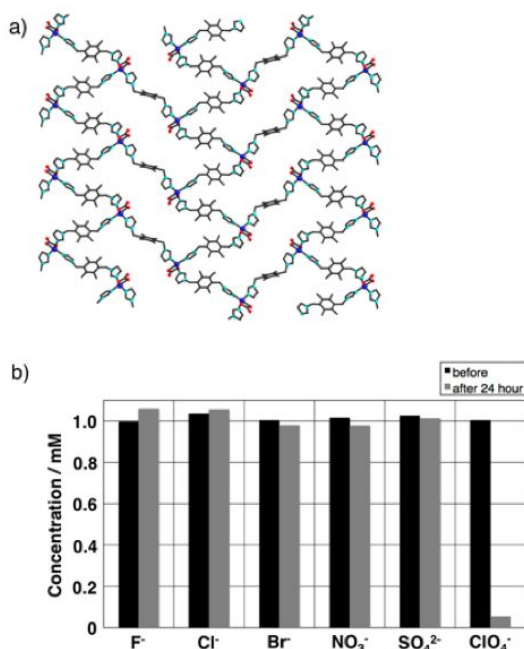 a)
b)
before
after 24 hour
Concentration / mM
1.0
0.8
0.6
0.4
0.2
0
F⁻ Cl⁻ Br⁻ NO₃⁻ SO₄²⁻ ClO₄⁻